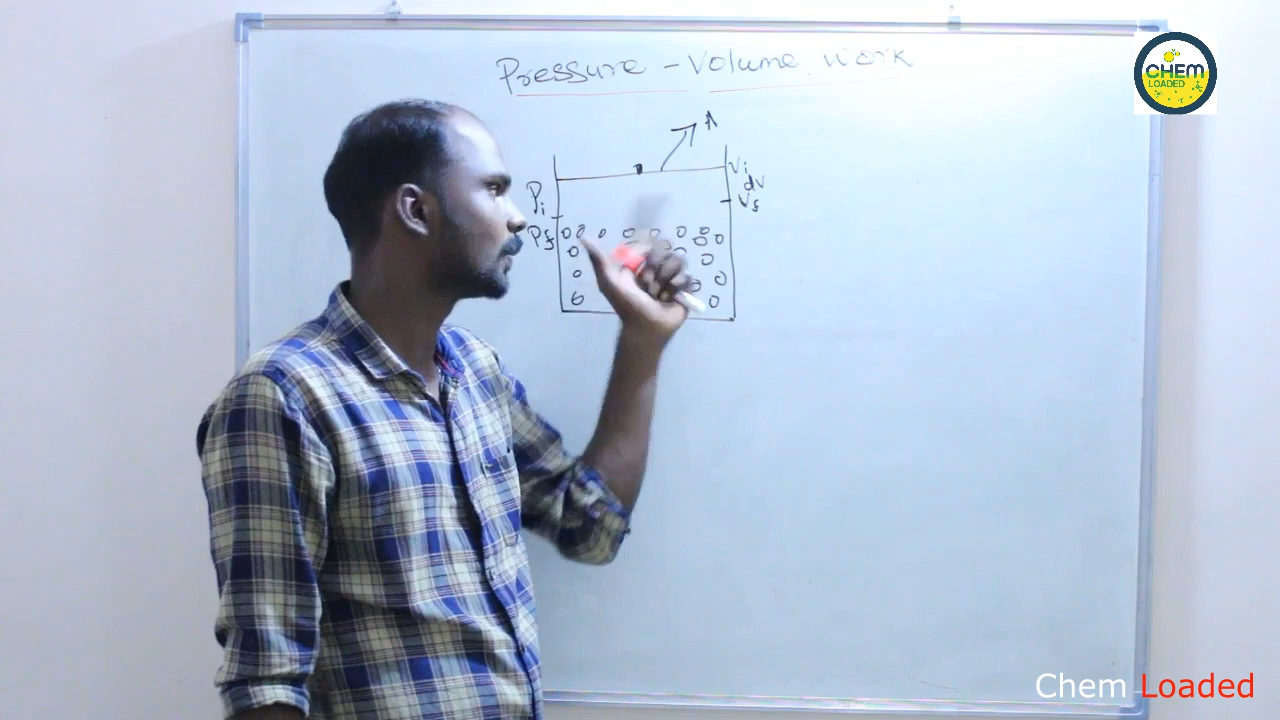 Pressure - Volume work
CHEM
LOADED
A
Vi
dV
Vf
Pi
Pf
Chem Loaded